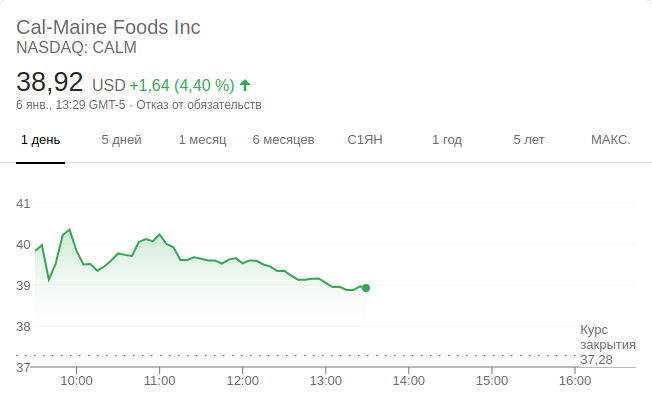 Cal-Maine Foods Inc
NASDAQ: CALM
38,92 USD +1,64 (4,40 %)
6 янв., 13:29 GMT-5 · Отказ от обязательств
1 день 5 дней 1 месяц 6 месяцев С1ЯН 1 год 5 лет МАКС.
41
40
39
38
Курс
закрытия
37,28
37
10:00 11:00 12:00 13:00 14:00 15:00 16:00